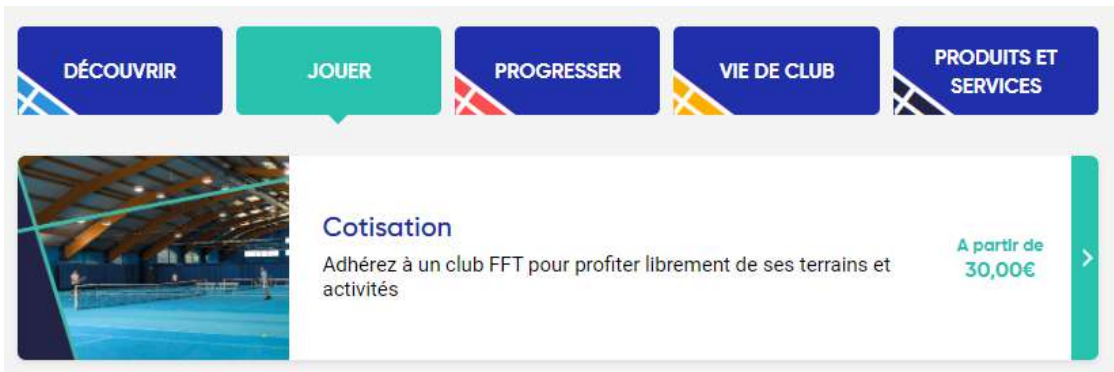 DÉCOUVRIR
JOUER
PROGRESSER
VIE DE CLUB
PRODUITS ET
SERVICES
Cotisation
Adhérez à un club FFT pour profiter librement de ses terrains et
activités
A partir de
30,00€